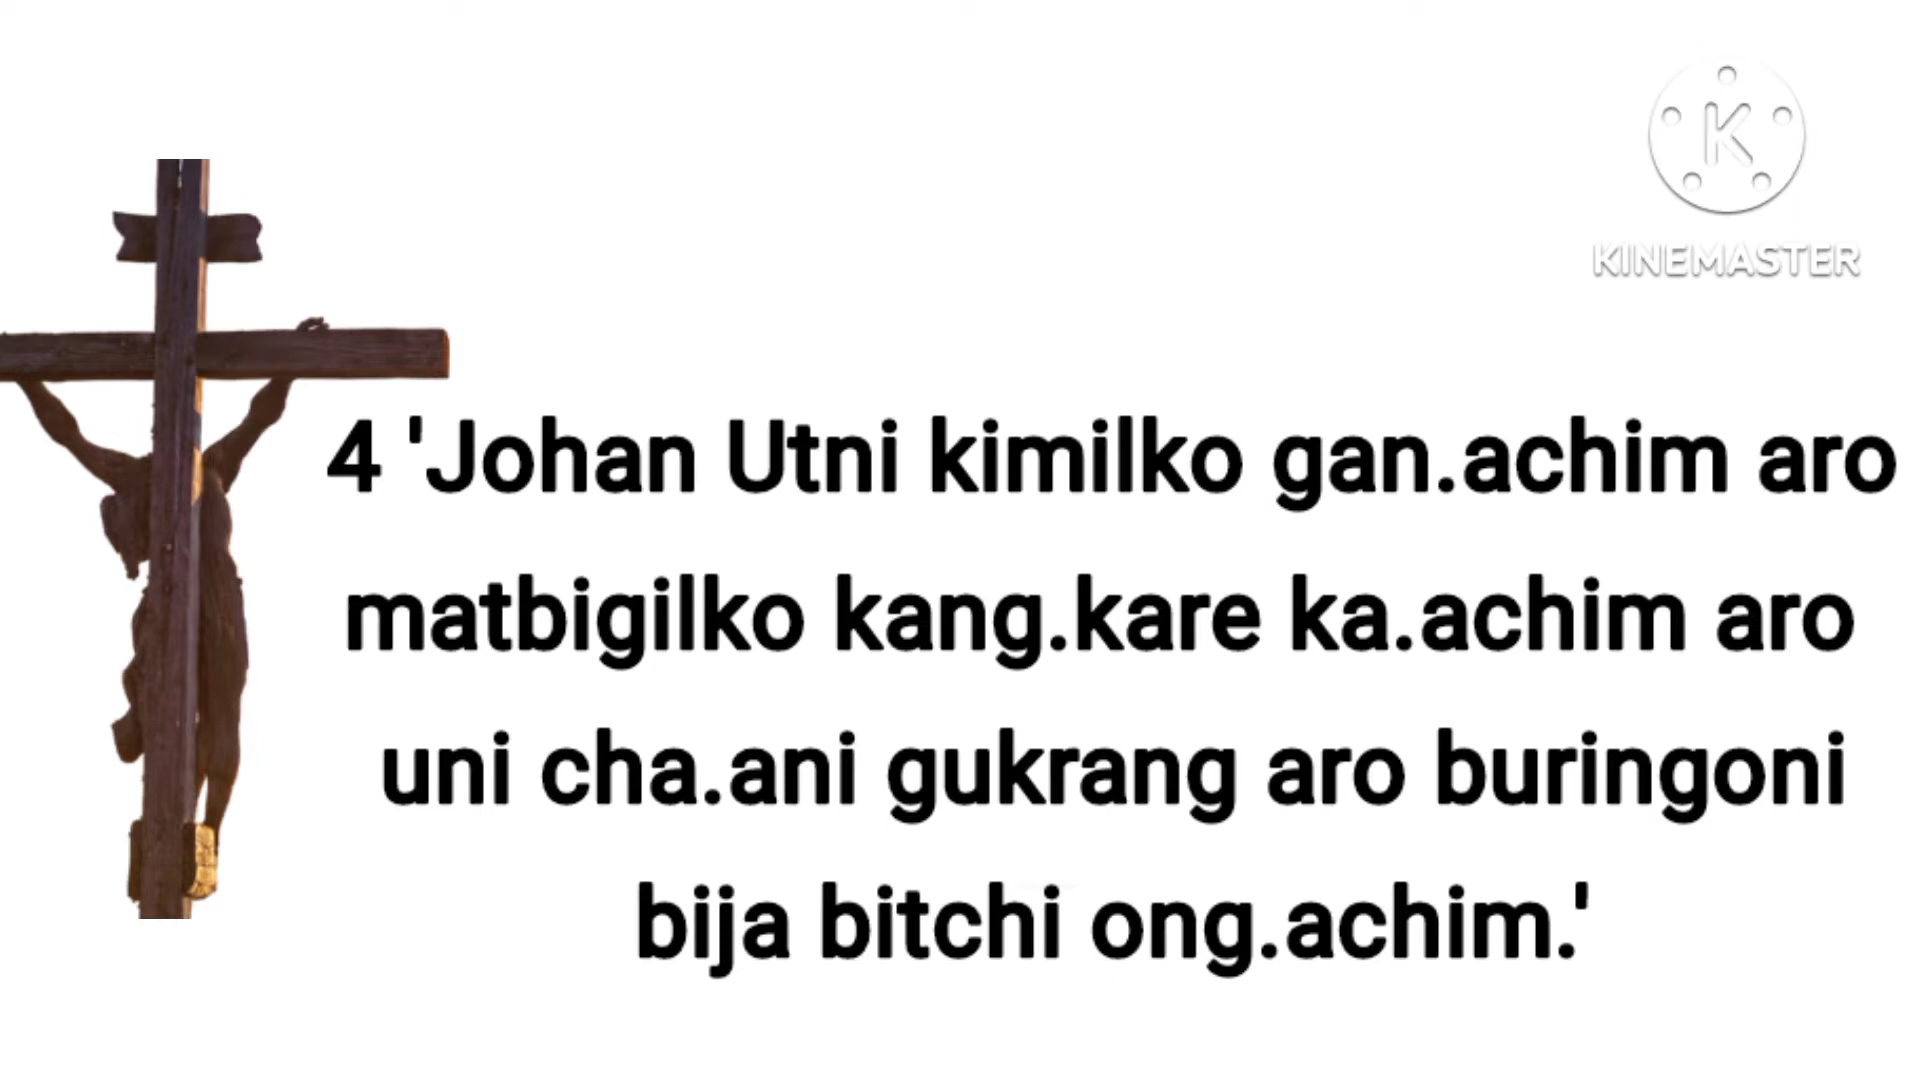 K
KINEMASTER
4 'Johan Utni kimilko gan.achim aro
matbigilko kang.kare ka.achim aro
uni cha.ani gukrang aro buringoni
bija bitchi ong.achim.'